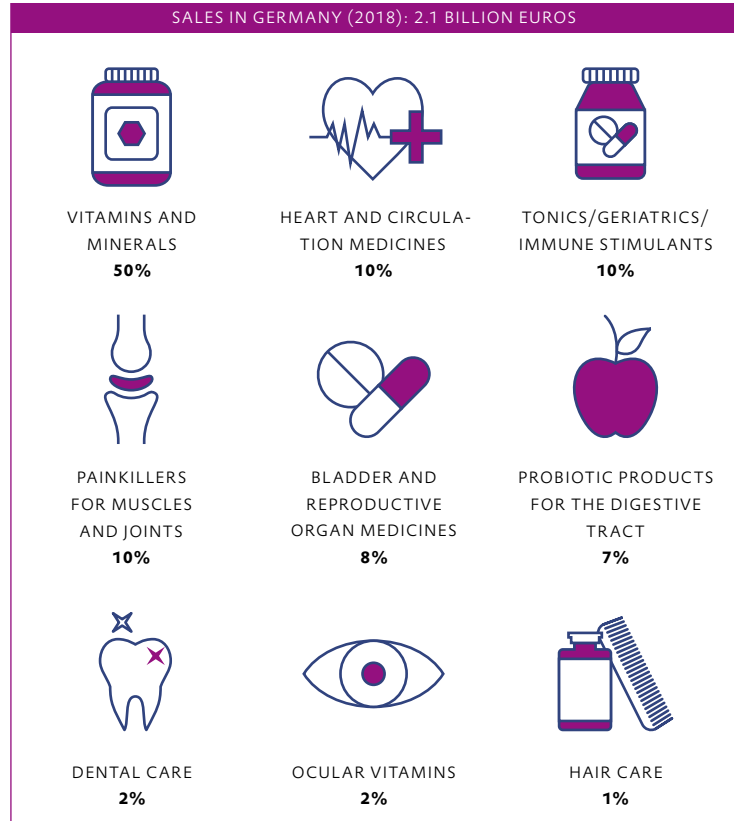 SALES IN GERMANY (2018): 2.1 BILLION EUROS
VITAMINS AND
MINERALS
50%
HEART AND CIRCULA-
TION MEDICINES
10%
TONICS/GERIATRICS/
IMMUNE STIMULANTS
10%
PAINKILLERS
FOR MUSCLES
AND JOINTS
10%
BLADDER AND
REPRODUCTIVE
ORGAN MEDICINES
8%
PROBIOTIC PRODUCTS
FOR THE DIGESTIVE
TRACT
7%
DENTAL CARE
2%
OCULAR VITAMINS
2%
HAIR CARE
1%